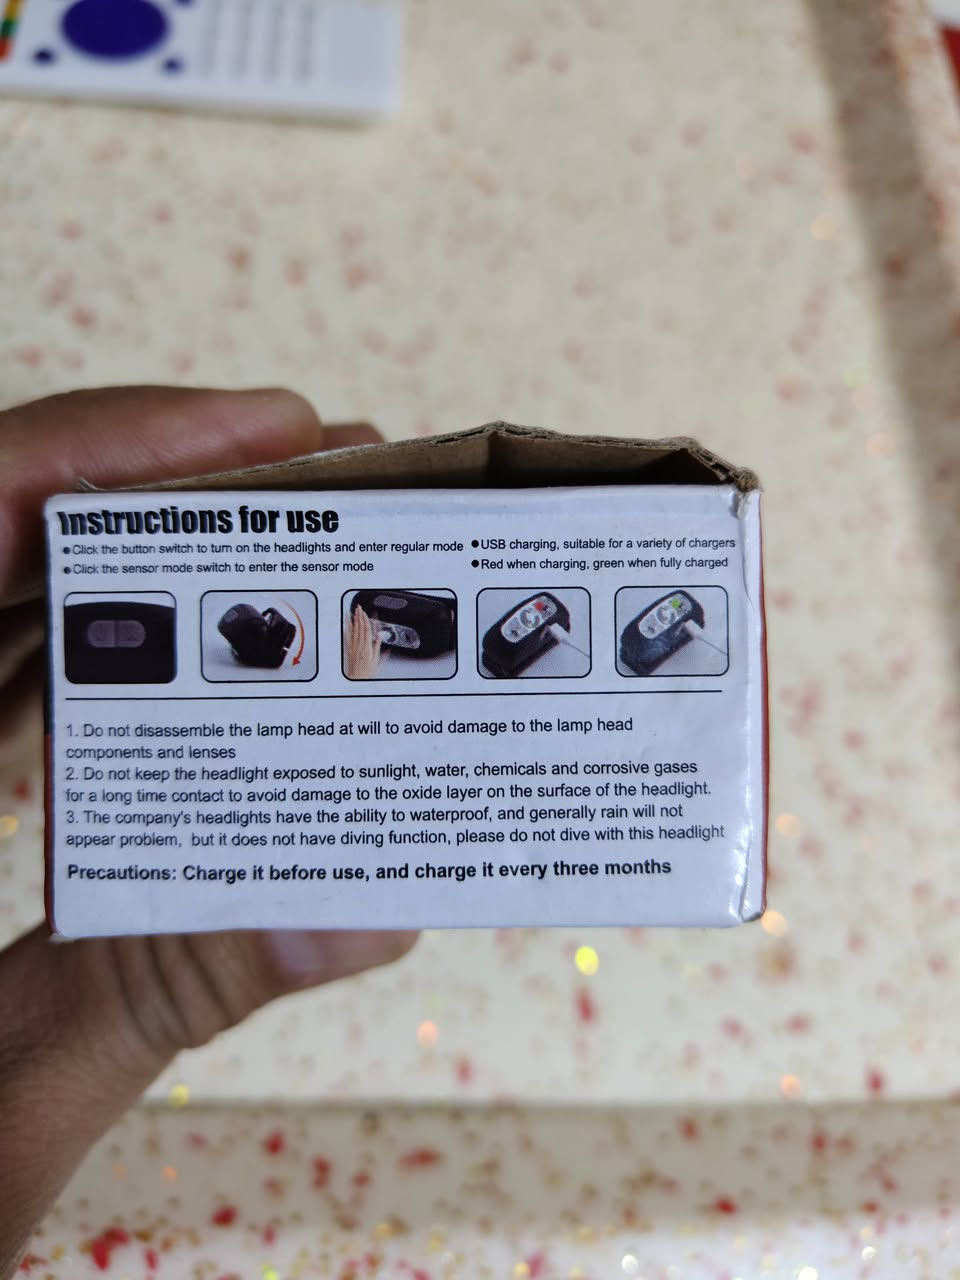 Instructions for use
●Click the button switch to turn on the headlights and enter regular mode
●Click the sensor mode switch to enter the sensor mode
●USB charging, suitable for a variety of chargers
●Red when charging, green when fully charged
1. Do not disassemble the lamp head at will to avoid damage to the lamp head
components and lenses
2. Do not keep the headlight exposed to sunlight, water, chemicals and corrosive gases
for a long time contact to avoid damage to the oxide layer on the surface of the headlight.
3. The company's headlights have the ability to waterproof, and generally rain will not
appear problem, but it does not have diving function, please do not dive with this headlight
Precautions: Charge it before use, and charge it every three months